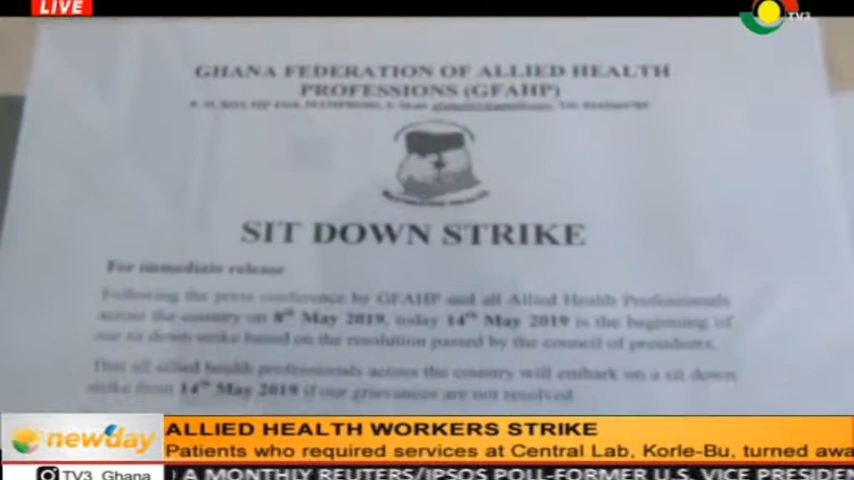 LIVE
TV3
GHANA FEDERATION OF ALLIED HEALTH
PROFESSIONS (GFAHP)
SIT DOWN STRIKE
For immediate release
Following the press conference by GFAHP and all Allied Health Professionals
across the country on 8th May 2019, today 14th May 2019 is the beginning of
our sit down strike based on the resolution passed by the council of presidents.
That all allied health professionals across the country will embark on a sit down
strike from 14th May 2019 if our grievances are not resolved
newday
ALLIED HEALTH WORKERS STRIKE
Patients who required services at Central Lab, Korle-Bu, turned awa
TV3_Ghana
A MONTHLY REUTERS/IPSOS POLL-FORMER U.S. VICE PRESIDEN